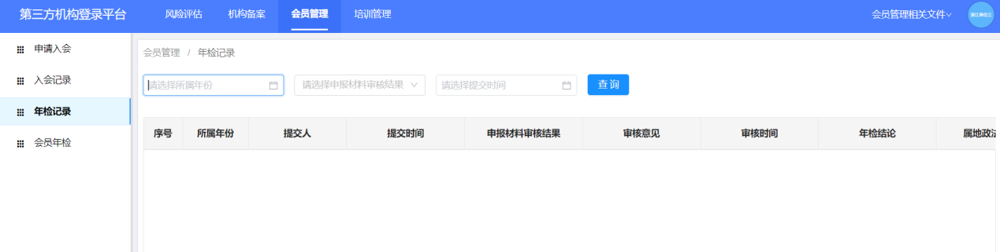 第三方机构登录平台 风险评估 机构备案 会员管理 培训管理 会员管理相关文件 浙江单位三
申请入会
入会记录
年检记录
会员年检
会员管理 / 年检记录
请选择所属年份 请选择申报材料审核结果 请选择提交时间 查询
序号 所属年份 提交人 提交时间 申报材料审核结果 审核意见 审核时间 年检结论 属地政法